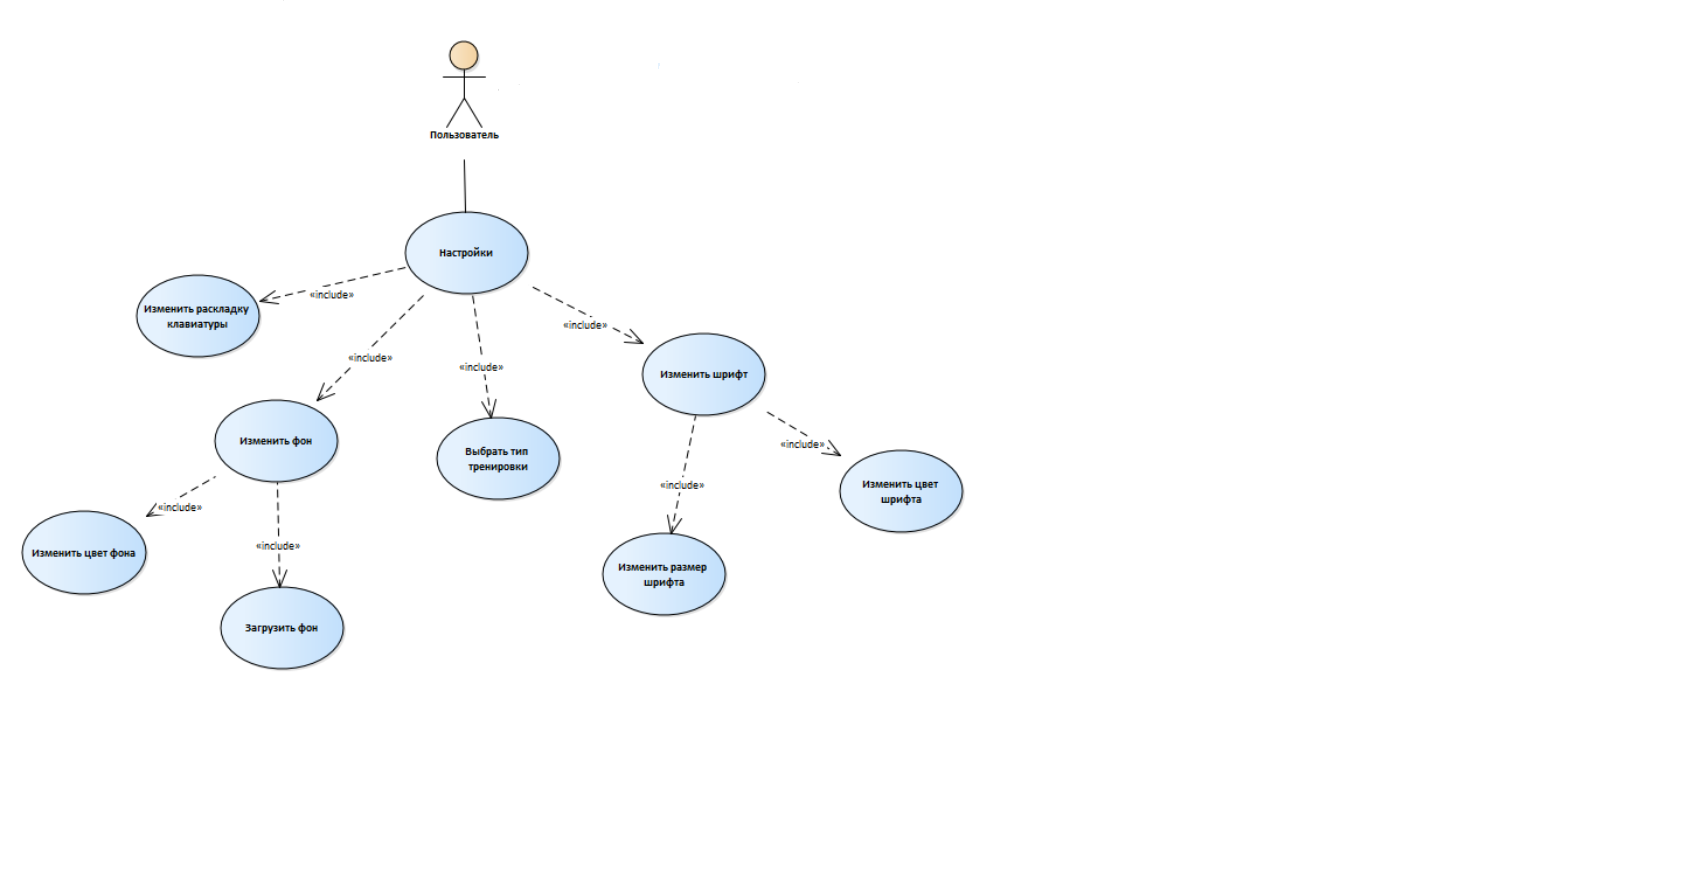 Пользователь
Настройки
«include»
Изменить раскладку
клавиатуры
«include»
«include»
«include»
Изменить шрифт
Изменить фон
Выбрать тип
тренировки
«include»
«include»
Изменить цвет
шрифта
«include»
«include»
Изменить цвет фона
Изменить размер
шрифта
Загрузить фон